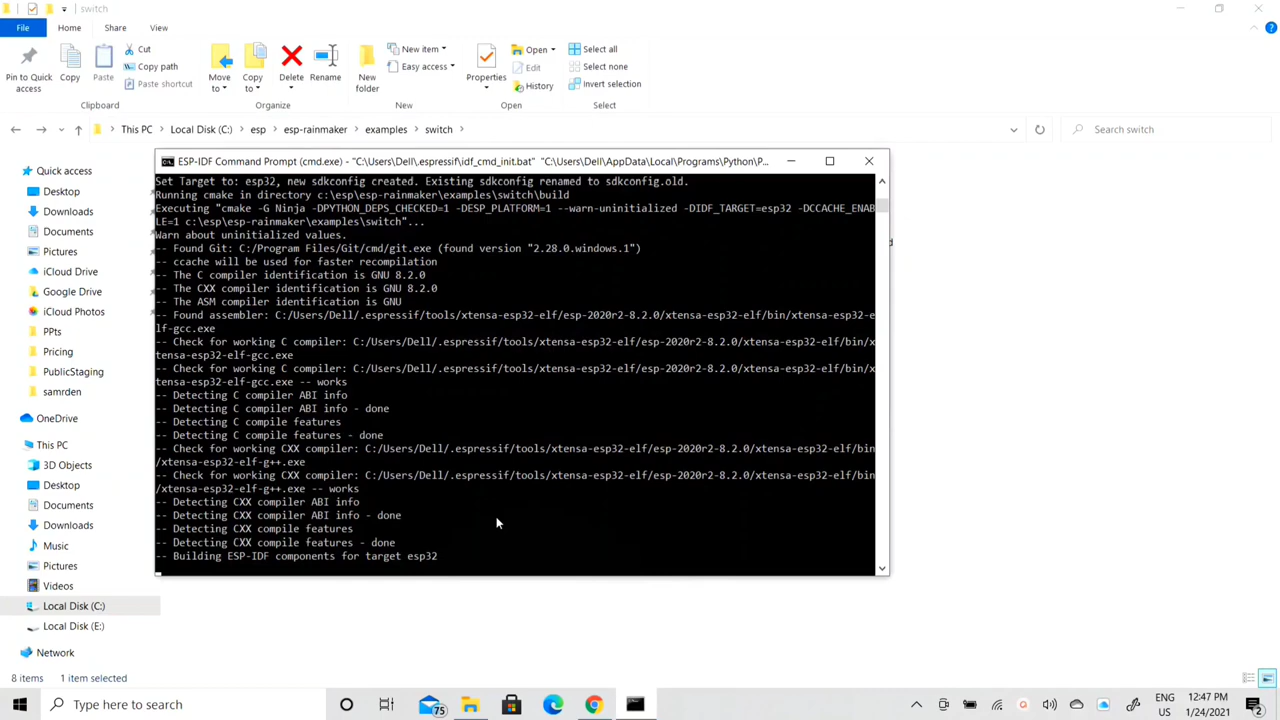 switch
File
Home
Share
View
Pin to Quick access
Copy
Paste
Cut
Copy path
Paste shortcut
Clipboard
Move to
Copy to
Delete
Rename
Organize
New folder
New item
Easy access
New
Properties
Open
Edit
History
Open
Select all
Select none
Invert selection
Select
This PC
Local Disk (C:)
esp
esp-rainmaker
examples
switch
Search switch
Quick access
Desktop
Downloads
Documents
Pictures
iCloud Drive
Google Drive
iCloud Photos
PPts
Pricing
PublicStaging
samrden
OneDrive
This PC
3D Objects
Desktop
Documents
Downloads
Music
Pictures
Videos
Local Disk (C:)
Local Disk (E:)
Network
8 items
1 item selected
ESP-IDF Command Prompt (cmd.exe) - "C:\Users\Dell\.espressif\idf_cmd_init.bat" "C:\Users\Dell\AppData\Local\Programs\Python\P...
Set Target to: esp32, new sdkconfig created. Existing sdkconfig renamed to sdkconfig.old.
Running cmake in directory c:\esp\esp-rainmaker\examples\switch\build
Executing "cmake -G Ninja -DPYTHON_DEPS_CHECKED=1 -DESP_PLATFORM=1 --warn-uninitialized -DIDF_TARGET=esp32 -DCCACHE_ENAB
LE=1 c:\esp\esp-rainmaker\examples\switch"...
Warn about uninitialized values.
-- Found Git: C:/Program Files/Git/cmd/git.exe (found version "2.28.0.windows.1")
-- ccache will be used for faster recompilation
-- The C compiler identification is GNU 8.2.0
-- The CXX compiler identification is GNU 8.2.0
-- The ASM compiler identification is GNU
-- Found assembler: C:/Users/Dell/.espressif/tools/xtensa-esp32-elf/esp-2020r2-8.2.0/xtensa-esp32-elf/bin/xtensa-esp32-e
lf-gcc.exe
-- Check for working C compiler: C:/Users/Dell/.espressif/tools/xtensa-esp32-elf/esp-2020r2-8.2.0/xtensa-esp32-elf/bin/x
tensa-esp32-elf-gcc.exe
-- Check for working C compiler: C:/Users/Dell/.espressif/tools/xtensa-esp32-elf/esp-2020r2-8.2.0/xtensa-esp32-elf/bin/x
tensa-esp32-elf-gcc.exe -- works
-- Detecting C compiler ABI info
-- Detecting C compiler ABI info - done
-- Detecting C compile features
-- Detecting C compile features - done
-- Check for working CXX compiler: C:/Users/Dell/.espressif/tools/xtensa-esp32-elf/esp-2020r2-8.2.0/xtensa-esp32-elf/bin
/xtensa-esp32-elf-g++.exe
-- Check for working CXX compiler: C:/Users/Dell/.espressif/tools/xtensa-esp32-elf/esp-2020r2-8.2.0/xtensa-esp32-elf/bin
/xtensa-esp32-elf-g++.exe -- works
-- Detecting CXX compiler ABI info
-- Detecting CXX compiler ABI info - done
-- Detecting CXX compile features
-- Detecting CXX compile features - done
-- Building ESP-IDF components for target esp32
d
Type here to search
75
ENG
US
12:47 PM
1/24/2021
2